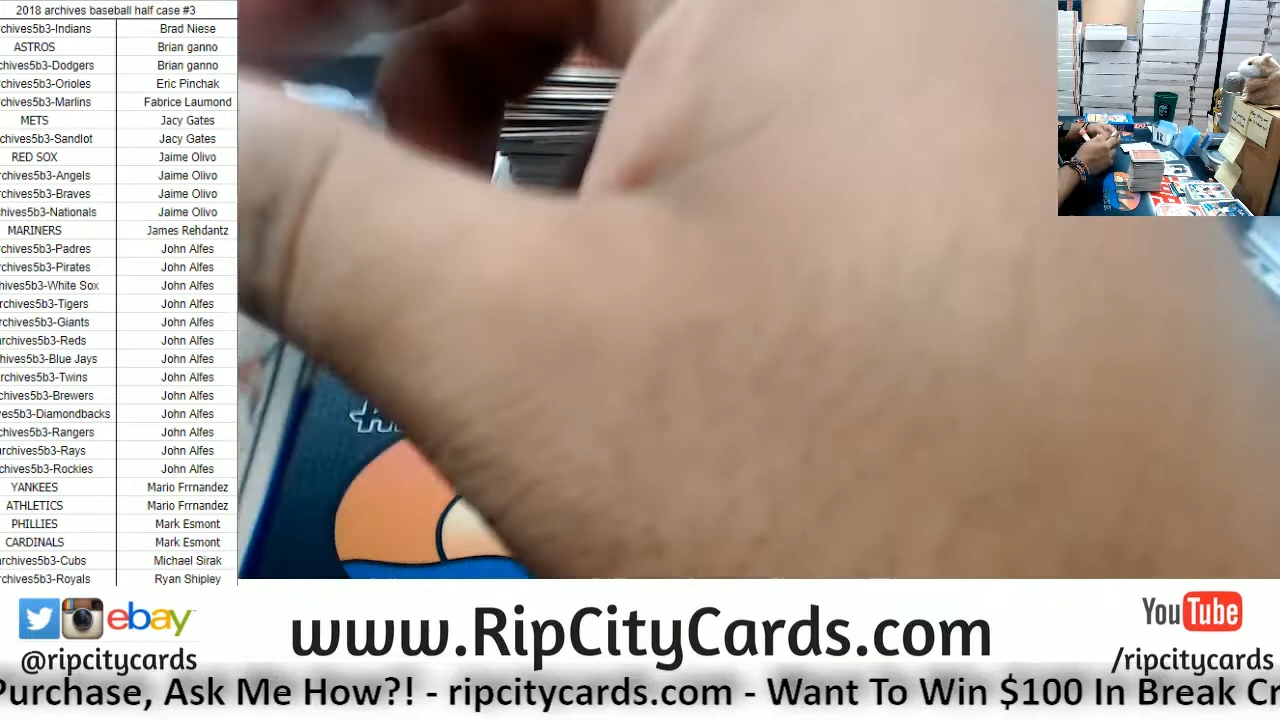 2018 archives baseball half case #3
rchives5b3-Indians Brad Niese
ASTROS Brian ganno
chives5b3-Dodgers Brian ganno
rchives5b3-Orioles Eric Pinchak
chives5b3-Marlins Fabrice Laumond
METS Jacy Gates
chives5b3-Sandlot Jacy Gates
RED SOX Jaime Olivo
rchives5b3-Angels Jaime Olivo
rchives5b3-Braves Jaime Olivo
hives5b3-Nationals Jaime Olivo
MARINERS James Rehdantz
chives5b3-Padres John Alfes
chives5b3-Pirates John Alfes
hives5b3-White Sox John Alfes
rchives5b3-Tigers John Alfes
chives5b3-Giants John Alfes
rchives5b3-Reds John Alfes
hives5b3-Blue Jays John Alfes
rchives5b3-Twins John Alfes
chives5b3-Brewers John Alfes
ves5b3-Diamondbacks John Alfes
chives5b3-Rangers John Alfes
rchives5b3-Rays John Alfes
chives5b3-Rockies John Alfes
YANKEES Mario Frrnandez
ATHLETICS Mario Frrnandez
PHILLIES Mark Esmont
CARDINALS Mark Esmont
rchives5b3-Cubs Michael Sirak
rchives5b3-Royals Ryan Shipley
ebay
@ripcitycards
www.RipCityCards.com
YouTube
/ripcitycards
Purchase, Ask Me How?! - ripcitycards.com - Want To Win $100 In Break Cr